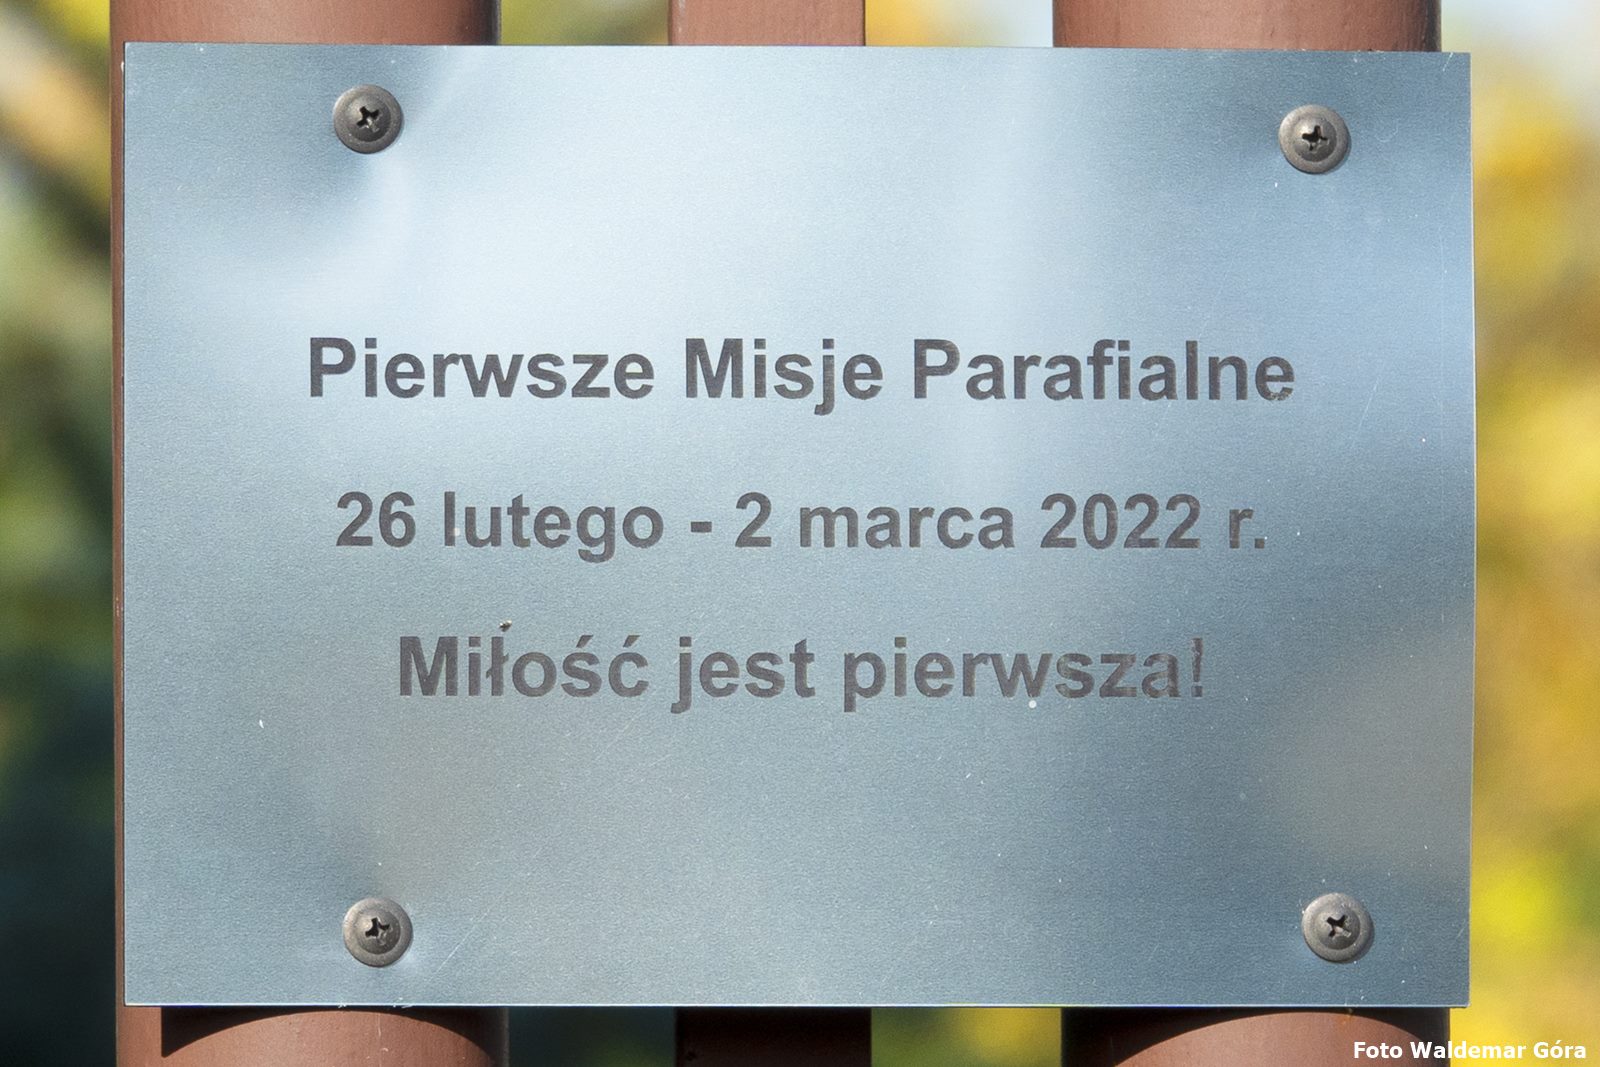 Pierwsze Misje Parafialne
26 lutego - 2 marca 2022 r.
Miłość jest pierwsza!
Foto Waldemar Góra